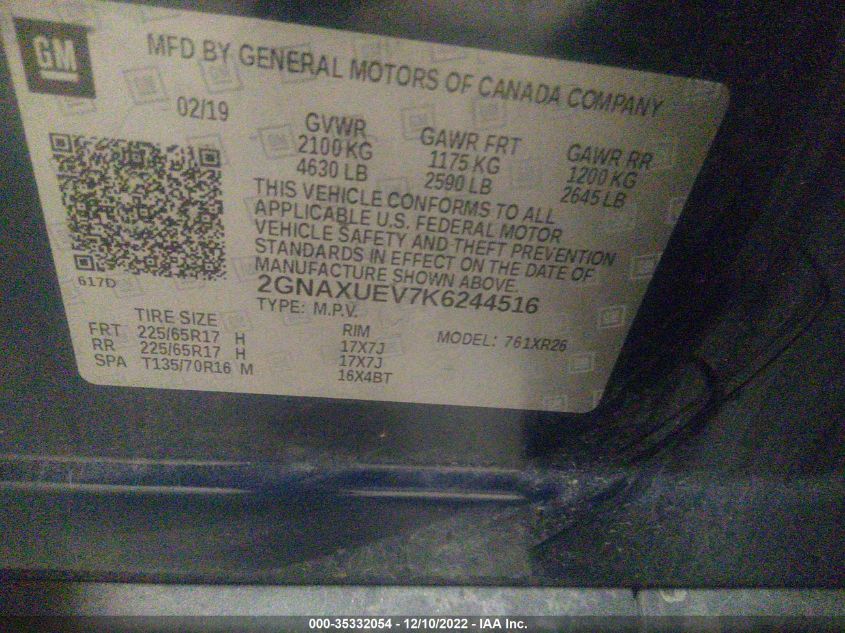 GM
MFD BY GENERAL MOTORS OF CANADA COMPANY
02/19
GVWR
2100 KG
4630 LB
GAWR FRT
1175 KG
2590 LB
GAWR RR
1200 KG
2645 LB
THIS VEHICLE CONFORMS TO ALL
APPLICABLE U.S. FEDERAL MOTOR
VEHICLE SAFETY AND THEFT PREVENTION
STANDARDS IN EFFECT ON THE DATE OF
MANUFACTURE SHOWN ABOVE.
617D
2GNAXUEV7K6244516
TYPE: M.P.V.
MODEL: 761XR26
TIRE SIZE RIM
FRT 225/65R17 H 17X7J
RR 225/65R17 H 17X7J
SPA T135/70R16 M 16X4BT
000-35332054 - 12/10/2022 - IAA Inc.